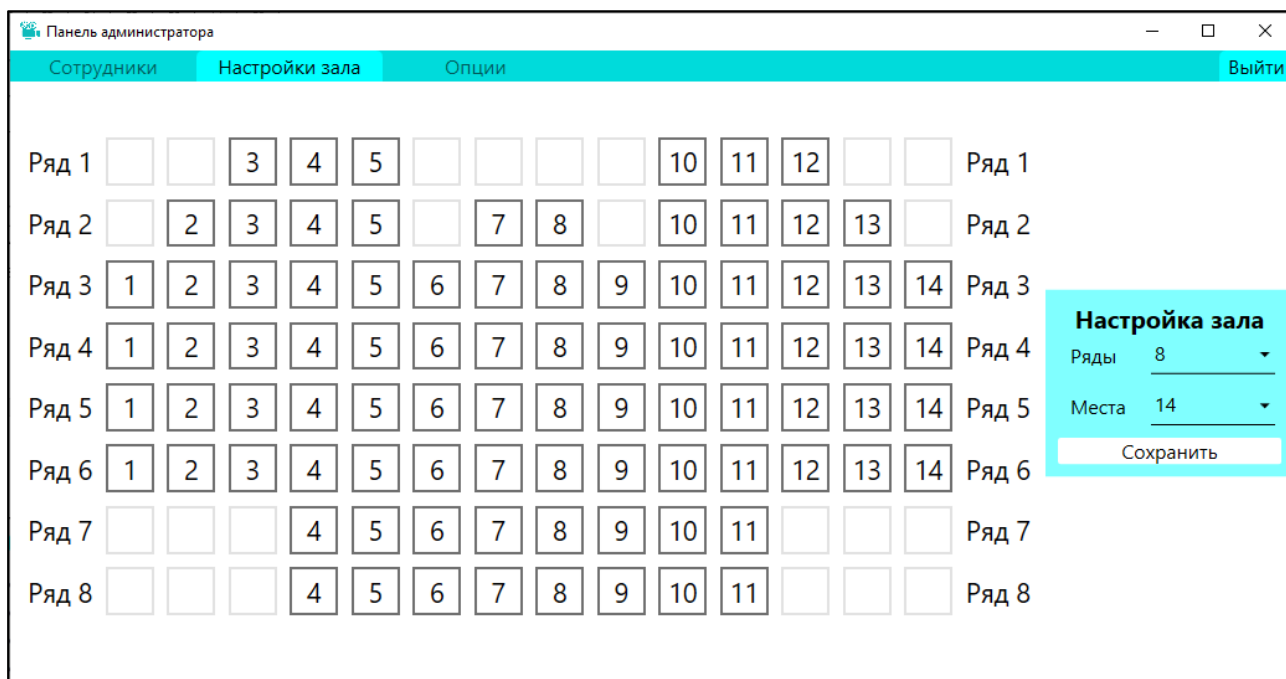 Панель администратора
Сотрудники Настройки зала Опции Выйти
Ряд 1 3 4 5 10 11 12 Ряд 1
Ряд 2 2 3 4 5 7 8 10 11 12 13 Ряд 2
Ряд 3 1 2 3 4 5 6 7 8 9 10 11 12 13 14 Ряд 3
Ряд 4 1 2 3 4 5 6 7 8 9 10 11 12 13 14 Ряд 4
Ряд 5 1 2 3 4 5 6 7 8 9 10 11 12 13 14 Ряд 5
Ряд 6 1 2 3 4 5 6 7 8 9 10 11 12 13 14 Ряд 6
Ряд 7 4 5 6 7 8 9 10 11 Ряд 7
Ряд 8 4 5 6 7 8 9 10 11 Ряд 8
Настройка зала
Ряды 8
Места 14
Сохранить